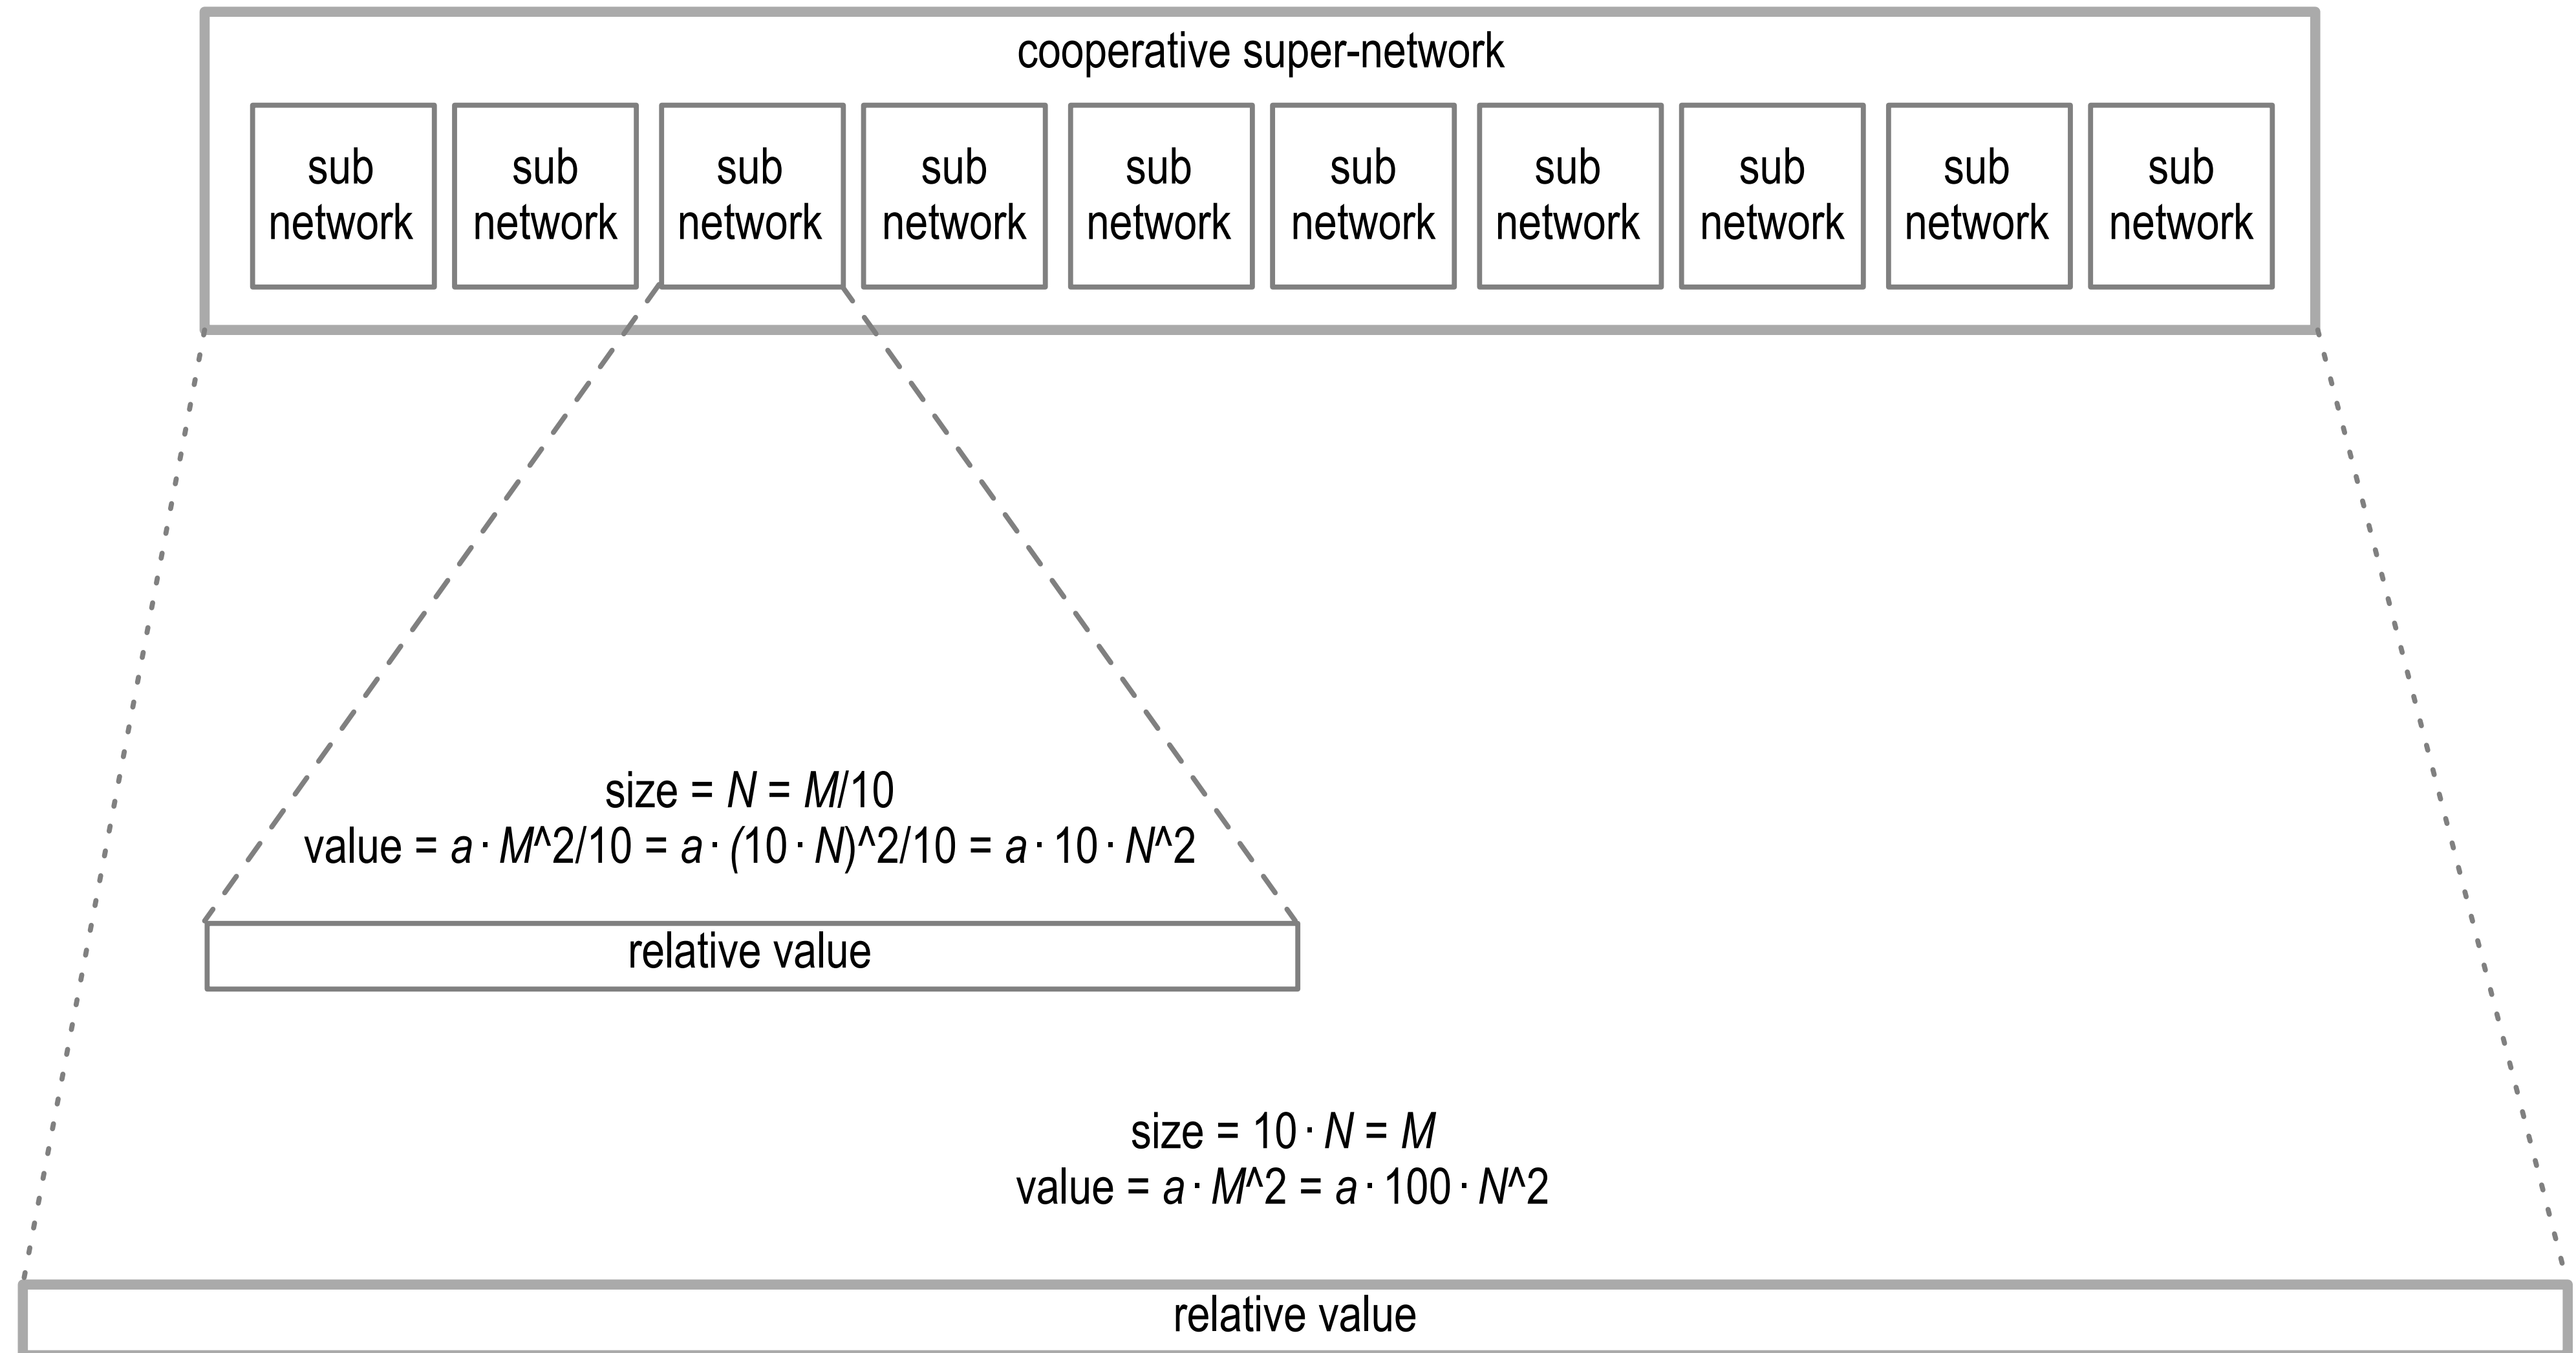 cooperative super-network
sub network
sub network
sub network
sub network
sub network
sub network
sub network
sub network
sub network
sub network
size = N = M/10
value = a · M^2/10 = a · (10 · N)^2/10 = a · 10 · N^2
relative value
size = 10 · N = M
value = a · M^2 = a · 100 · N^2
relative value